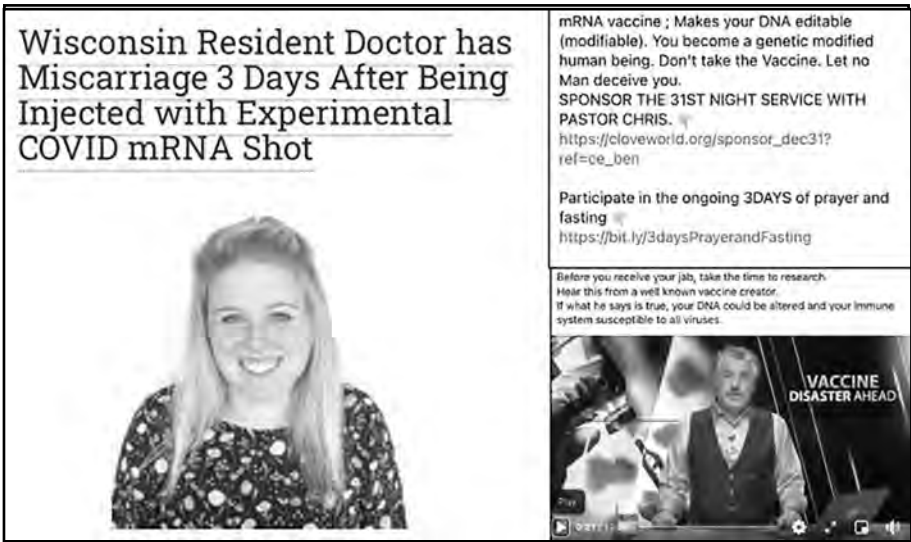 Wisconsin Resident Doctor has
Miscarriage 3 Days After Being
Injected with Experimental
COVID mRNA Shot
mRNA vaccine ; Makes your DNA editable
(modifiable). You become a genetic modified
human being. Don't take the Vaccine. Let no
Man deceive you.
SPONSOR THE 31ST NIGHT SERVICE WITH
PASTOR CHRIS.
https://cloveworld.org/sponsor_dec31?
ref=ce_ben
Participate in the ongoing 3DAYS of prayer and
fasting
https://bit.ly/3daysPrayerandFasting
Before you receive your jab, take the time to research.
Hear this from a well known vaccine creator.
If what he says is true, your DNA could be altered and your immune
system susceptible to all viruses.
VACCINE
DISASTER AHEAD
Play